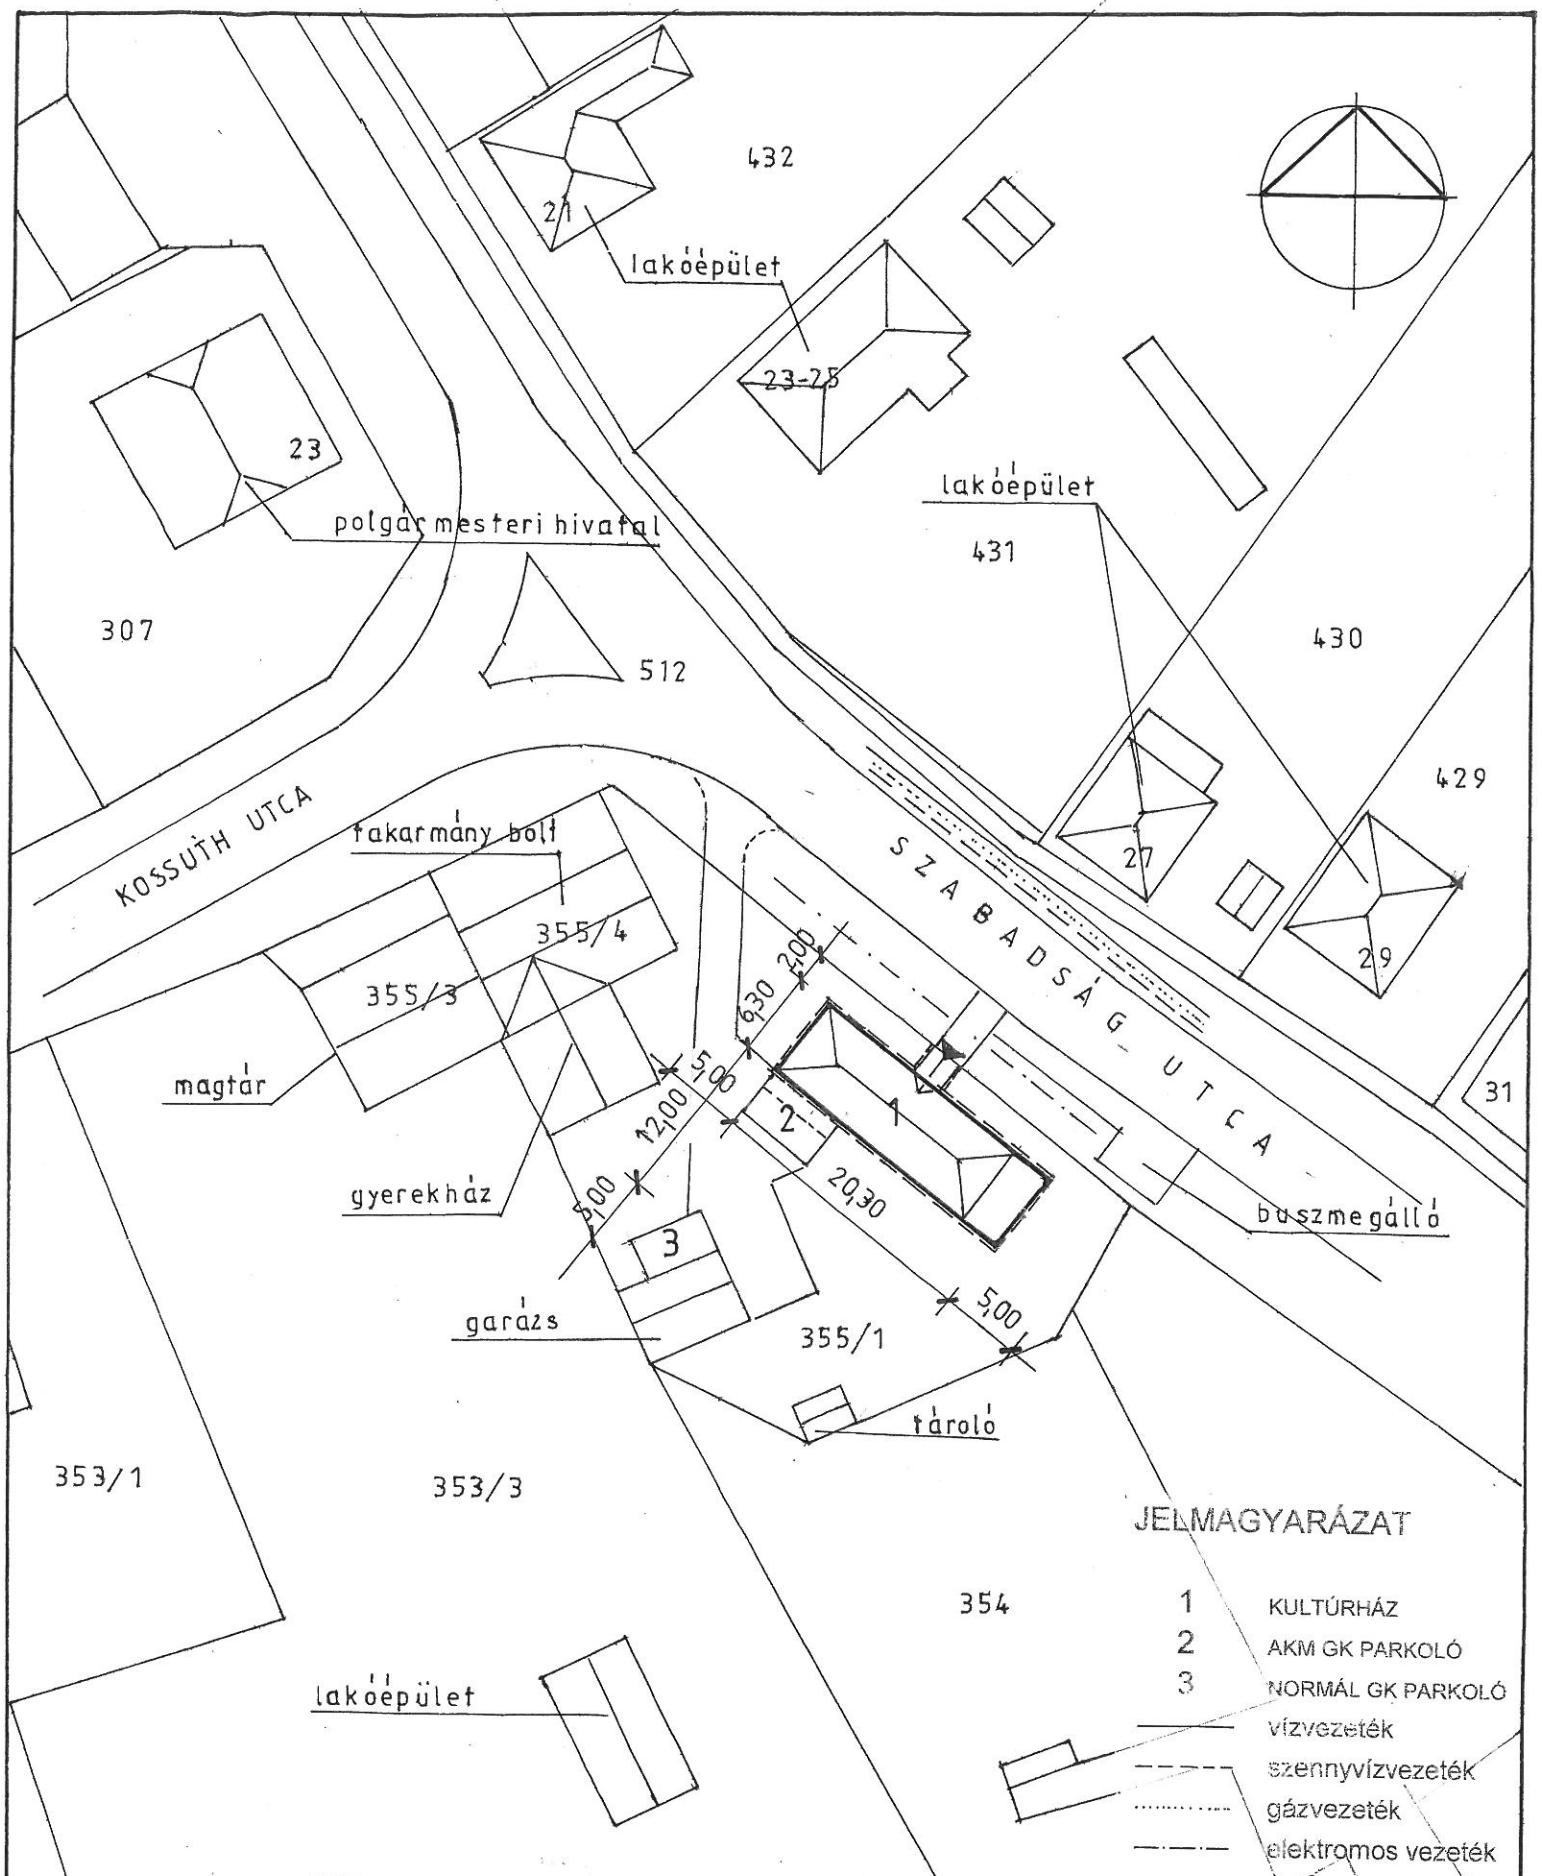 432
21
lakóépület
23-25
23
lakóépület
polgármesteri hivatal
431
307
430
512
429
KOSSUTH UTCA
takarmány bolt
SZABADSÁG UTCA
27
355/4
29
2,00
355/3
6,30
5,00
magtár
31
12,00
2
1
gyerekház
5,00
20,30
buszmegálló
3
garázs
5,00
355/1
tároló
353/1
353/3
JELMAGYARÁZAT
354
1 KULTÚRHÁZ
2 AKM GK PARKOLÓ
3 NORMÁL GK PARKOLÓ
lakóépület
vízvezeték
szennyvízvezeték
gázvezeték
elektromos vezeték